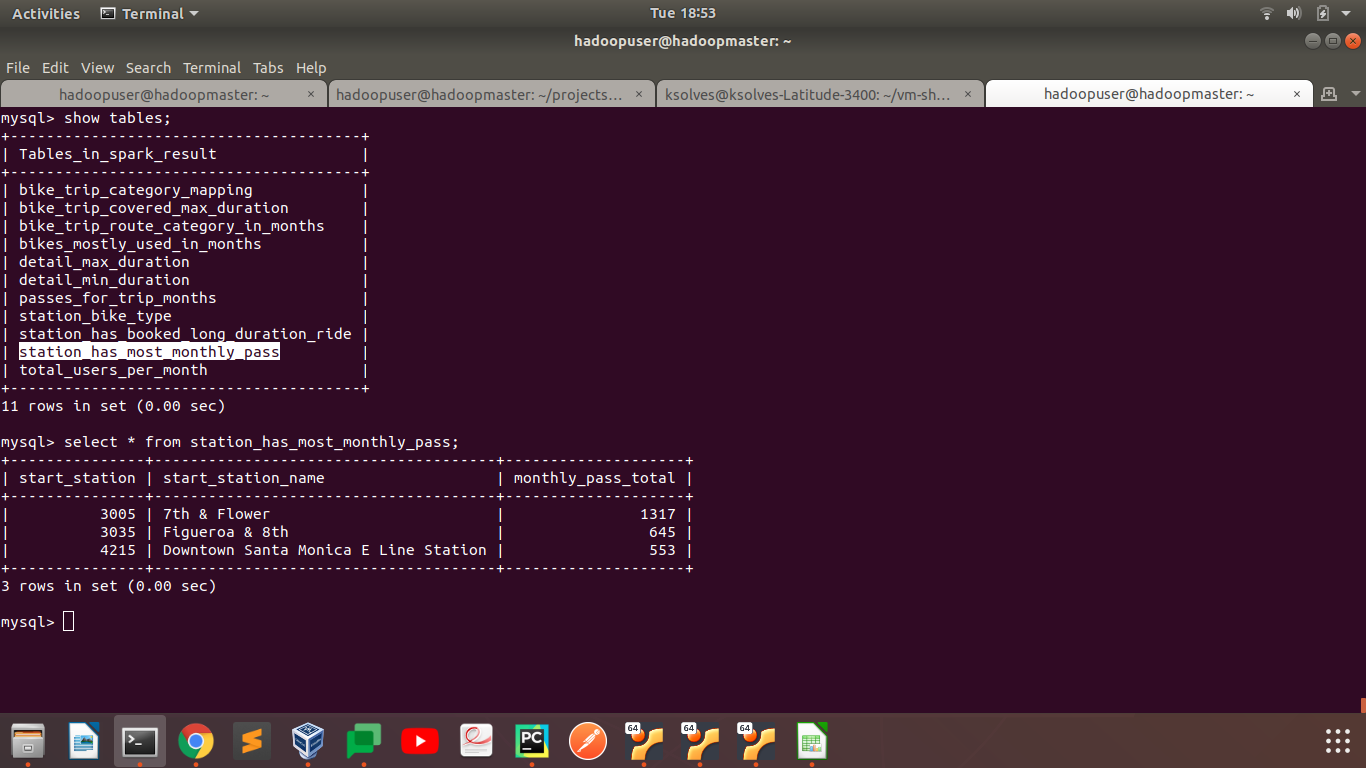 Activities Terminal Tue 18:53
hadoopuser@hadoopmaster: ~
File Edit View Search Terminal Tabs Help
hadoopuser@hadoopmaster: ~ × hadoopuser@hadoopmaster: ~/projects… × ksolves@ksolves-Latitude-3400: ~/vm-sh… × hadoopuser@hadoopmaster: ~ ×
mysql> show tables;
+---------------------------------------+
| Tables_in_spark_result                |
+---------------------------------------+
| bike_trip_category_mapping            |
| bike_trip_covered_max_duration        |
| bike_trip_route_category_in_months    |
| bikes_mostly_used_in_months           |
| detail_max_duration                   |
| detail_min_duration                   |
| passes_for_trip_months                |
| station_bike_type                     |
| station_has_booked_long_duration_ride |
| station_has_most_monthly_pass         |
| total_users_per_month                 |
+---------------------------------------+
11 rows in set (0.00 sec)
mysql> select * from station_has_most_monthly_pass;
+---------------+--------------------------------------+--------------------+
| start_station | start_station_name                   | monthly_pass_total |
+---------------+--------------------------------------+--------------------+
|          3005 | 7th & Flower                         |               1317 |
|          3035 | Figueroa & 8th                       |                645 |
|          4215 | Downtown Santa Monica E Line Station |                553 |
+---------------+--------------------------------------+--------------------+
3 rows in set (0.00 sec)
mysql>
PC 64 64 64